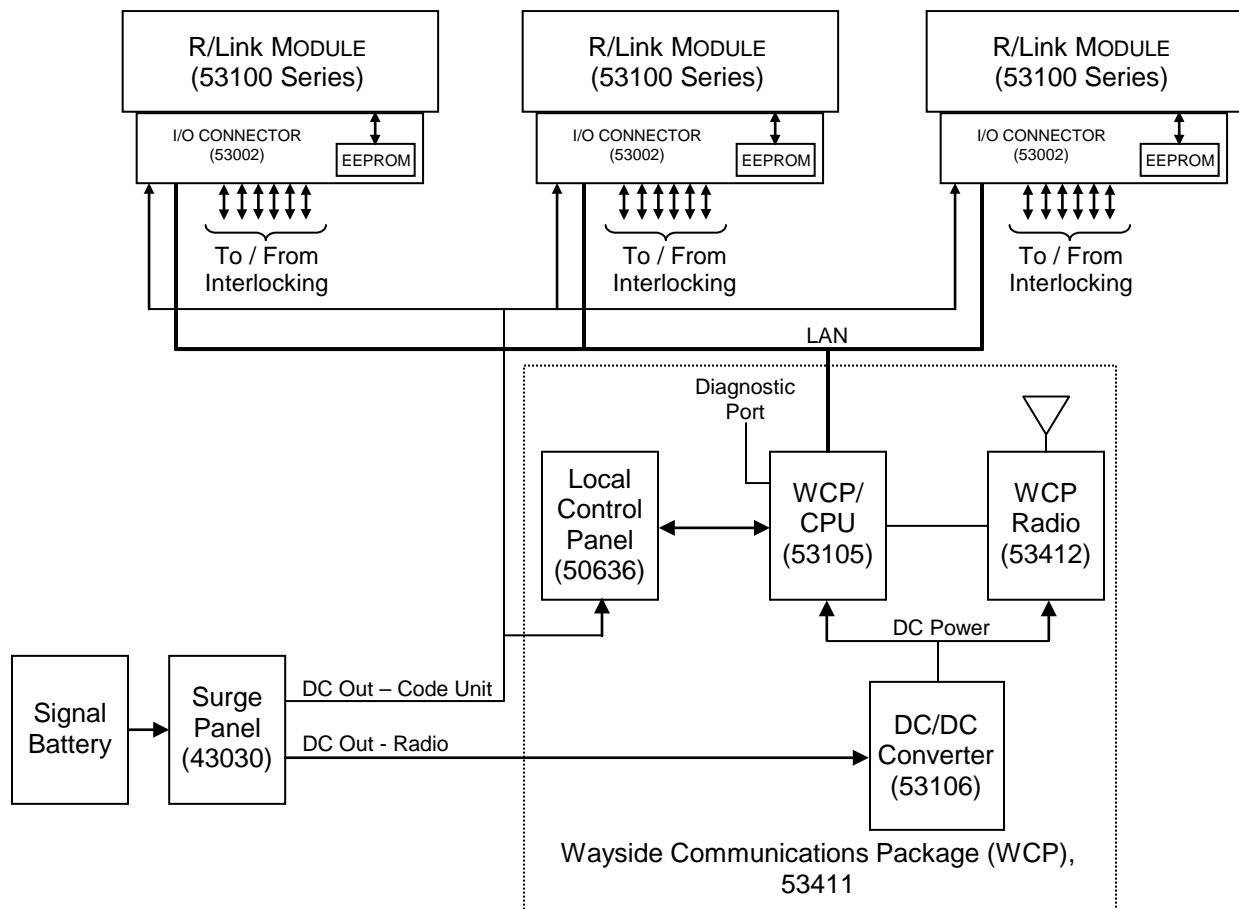 R/Link MODULE
(53100 Series)
R/Link MODULE
(53100 Series)
R/Link MODULE
(53100 Series)
I/O CONNECTOR
(53002)
EEPROM
I/O CONNECTOR
(53002)
EEPROM
I/O CONNECTOR
(53002)
EEPROM
To / From
Interlocking
To / From
Interlocking
To / From
Interlocking
LAN
Diagnostic
Port
Local
Control
Panel
(50636)
WCP/
CPU
(53105)
WCP
Radio
(53412)
DC Power
Signal
Battery
Surge
Panel
(43030)
DC Out – Code Unit
DC Out - Radio
DC/DC
Converter
(53106)
Wayside Communications Package (WCP),
53411